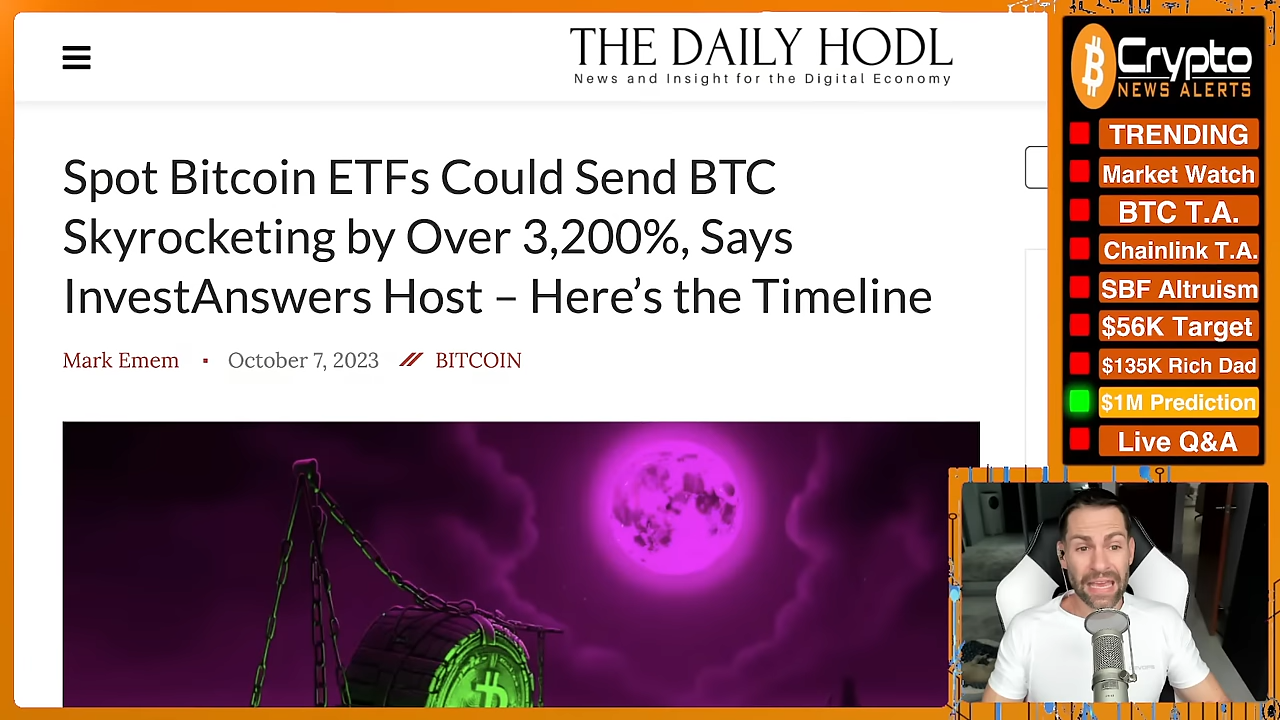 THE DAILY HODL
News and Insight for the Digital Economy
Spot Bitcoin ETFs Could Send BTC
Skyrocketing by Over 3,200%, Says
InvestAnswers Host – Here’s the Timeline
Mark Emem ▪ October 7, 2023 // BITCOIN
Crypto
NEWS ALERTS
TRENDING
Market Watch
BTC T.A.
Chainlink T.A.
SBF Altruism
$56K Target
$135K Rich Dad
$1M Prediction
Live Q&A